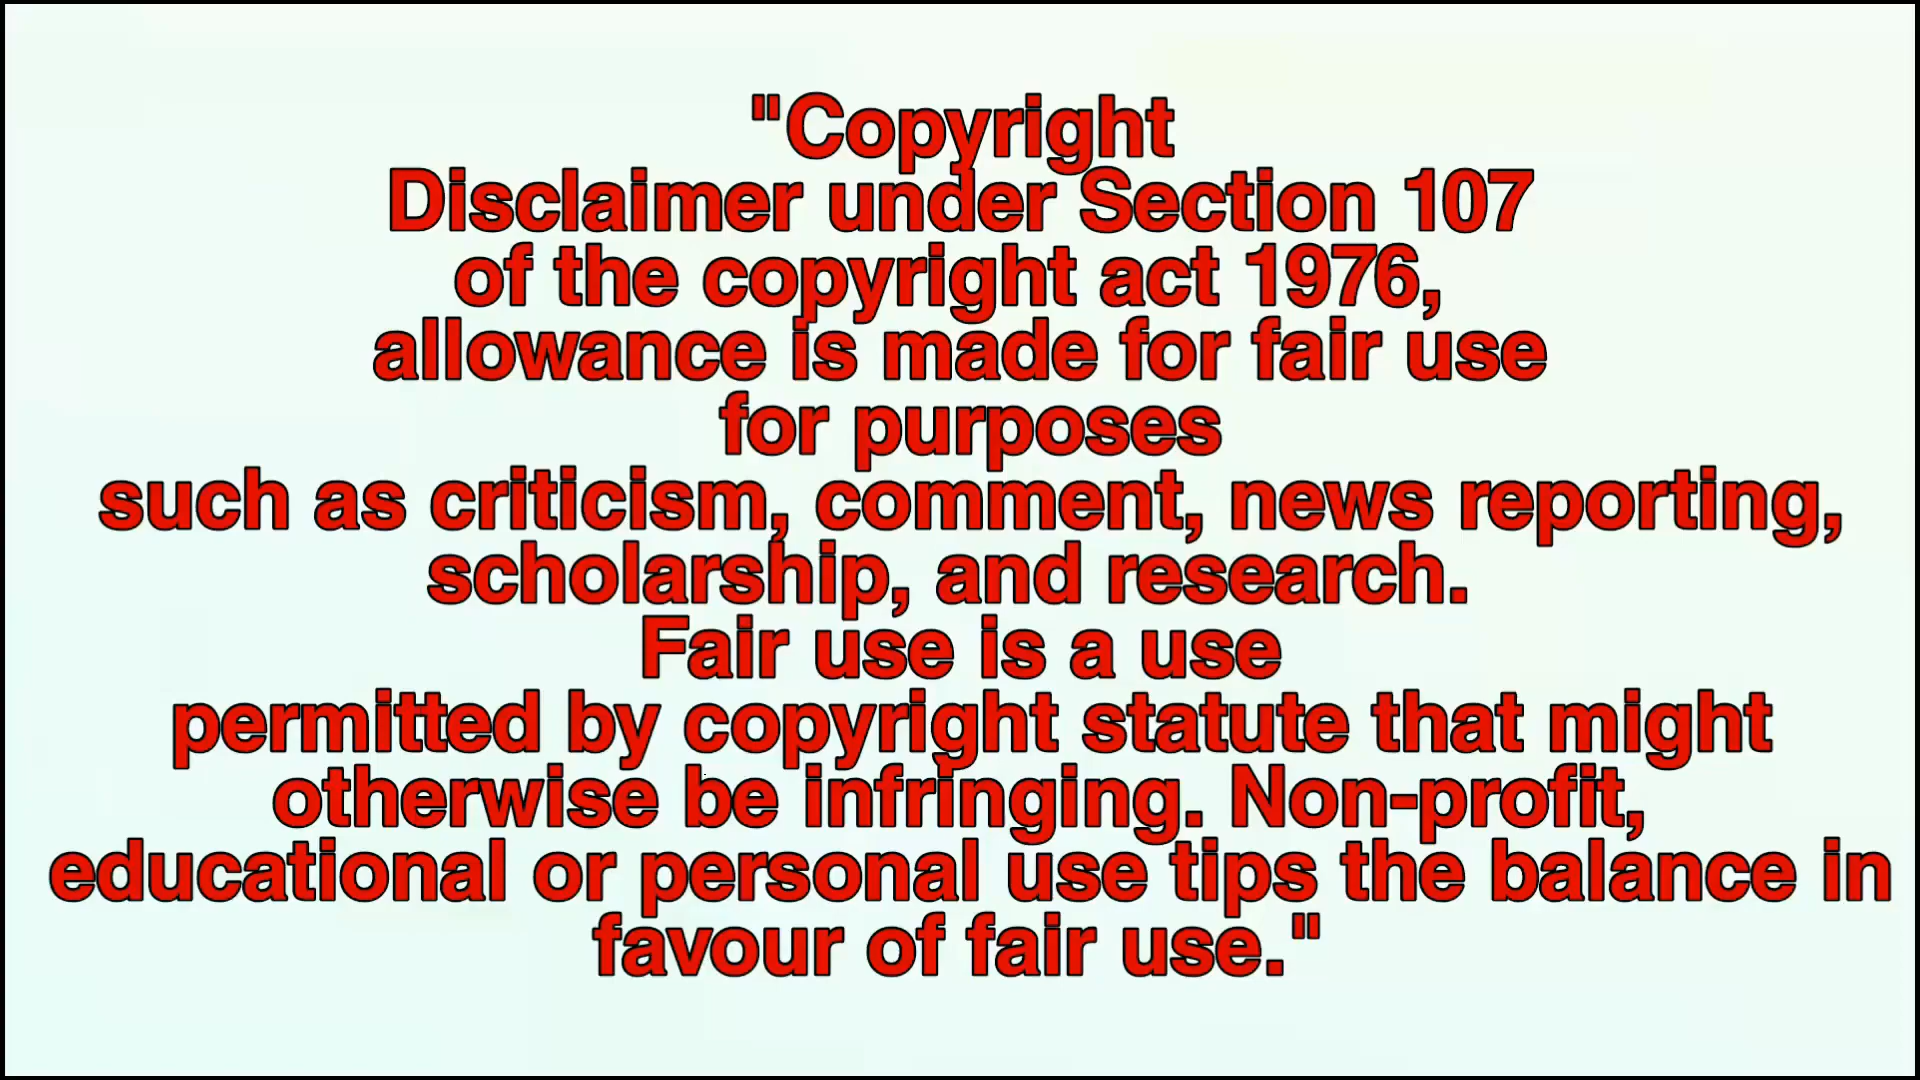 "Copyright
Disclaimer under Section 107
of the copyright act 1976,
allowance is made for fair use
for purposes
such as criticism, comment, news reporting,
scholarship, and research.
Fair use is a use
permitted by copyright statute that might
otherwise be infringing. Non-profit,
educational or personal use tips the balance in
favour of fair use."